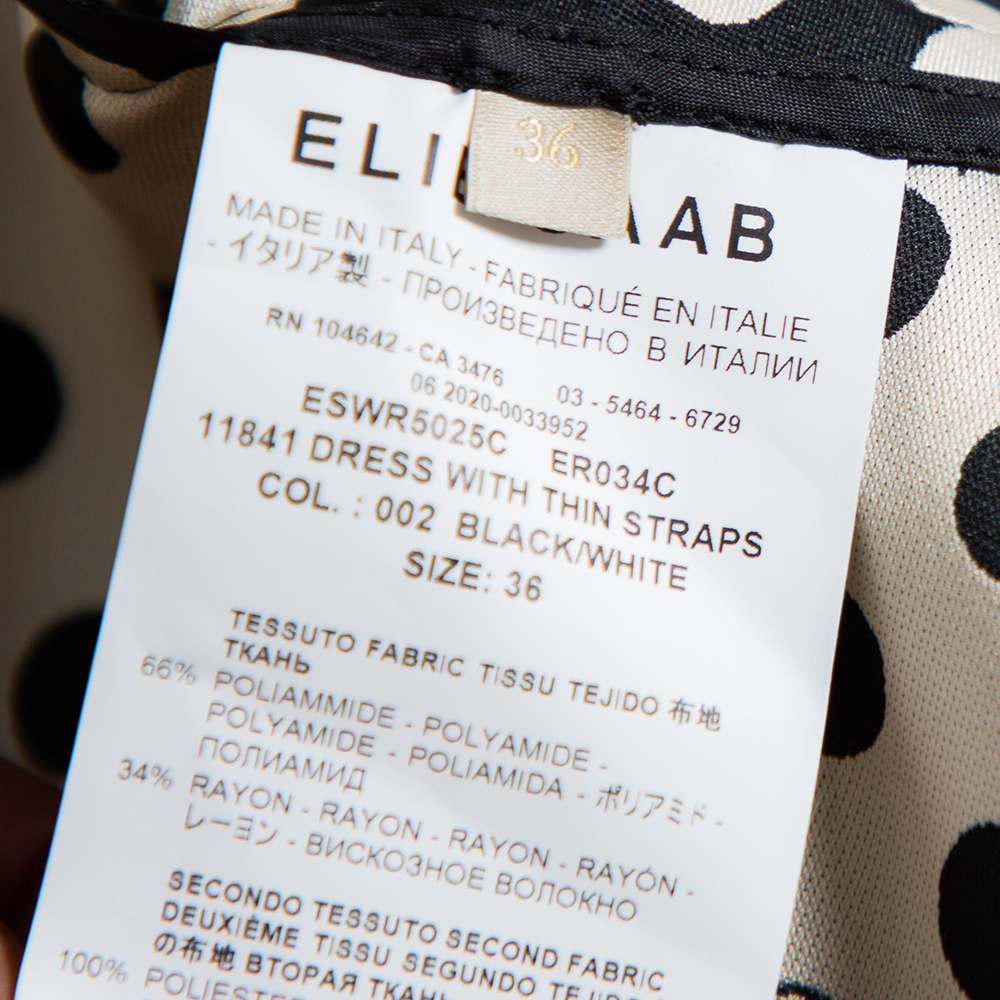 36
ELIE SAAB
MADE IN ITALY - FABRIQUÉ EN ITALIE
- イタリア製 - ПРОИЗВЕДЕНО В ИТАЛИИ
RN 104642 - CA 3476 03 - 5464 - 6729
06 2020-0033952
ESWR5025C ER034C
11841 DRESS WITH THIN STRAPS
COL. : 002 BLACK/WHITE
SIZE: 36
TESSUTO FABRIC TISSU TEJIDO 布地
ТКАНЬ
66% POLIAMMIDE - POLYAMIDE -
POLYAMIDE - POLIAMIDA - ポリアミド -
ПОЛИАМИД
34% RAYON - RAYON - RAYON - RAYÓN -
レーヨン - ВИСКОЗНОЕ ВОЛОКНО
SECONDO TESSUTO SECOND FABRIC
DEUXIÈME TISSU SEGUNDO TEJIDO
の布地 ВТОРАЯ ТКАНЬ
100%